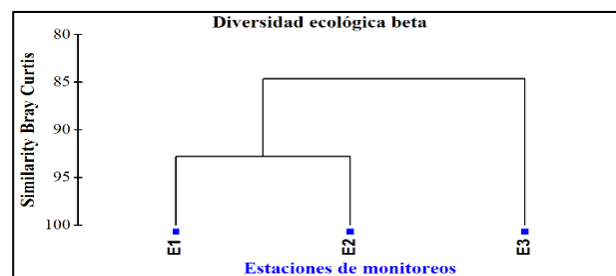 Diversidad ecológica beta
Similarity Bray Curtis
80
85
90
95
100
E1
E2
E3
Estaciones de monitoreos